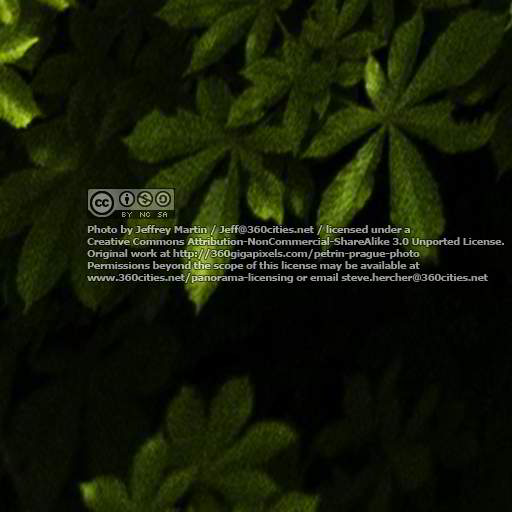 cc
BY NC SA
Photo by Jeffrey Martin / Jeff@360cities.net / licensed under a
Creative Commons Attribution-NonCommercial-ShareAlike 3.0 Unported License.
Original work at http://360gigapixels.com/petrin-prague-photo
Permissions beyond the scope of this license may be available at
www.360cities.net/panorama-licensing or email steve.hercher@360cities.net